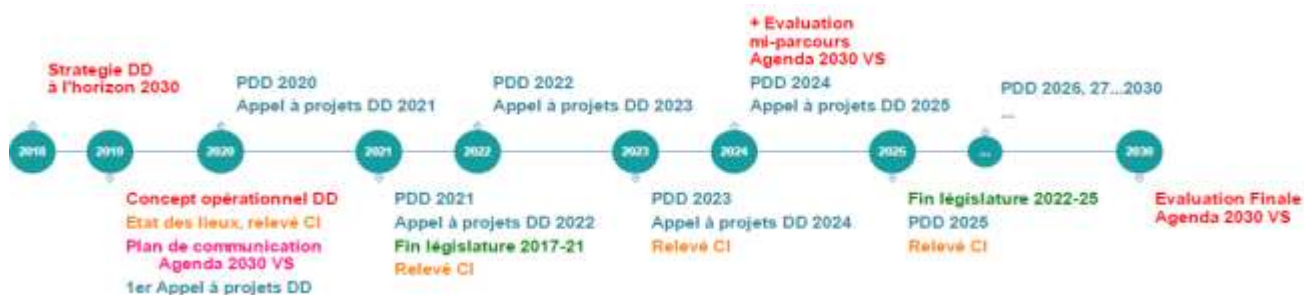 Strategie DD
à l'horizon 2030
PDD 2020
Appel à projets DD 2021
PDD 2022
Appel à projets DD 2023
+ Evaluation
mi-parcours
Agenda 2030 VS
PDD 2024
Appel à projets DD 2025
PDD 2026, 27...2030
...
2018
2019
2020
2021
2022
2023
2024
2025
...
2030
Concept opérationnel DD
Etat des lieux, relevé CI
Plan de communication
Agenda 2030 VS
1er Appel à projets DD
PDD 2021
Appel à projets DD 2022
Fin législature 2017-21
Relevé CI
PDD 2023
Appel à projets DD 2024
Relevé CI
Fin législature 2022-25
PDD 2025
Relevé CI
Evaluation Finale
Agenda 2030 VS